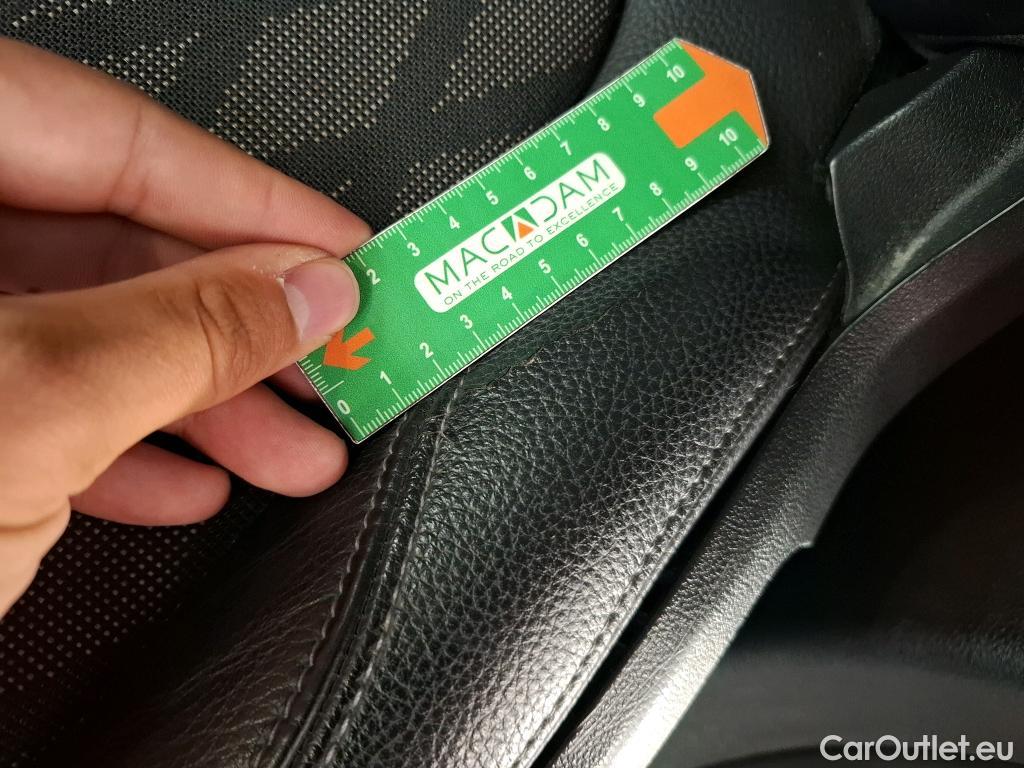 2 3 4 5 6 7 8 9 10
MACADAM
ON THE ROAD TO EXCELLENCE
0 1 2 3 4 5 6 7 8 9 10
CarOutlet.eu